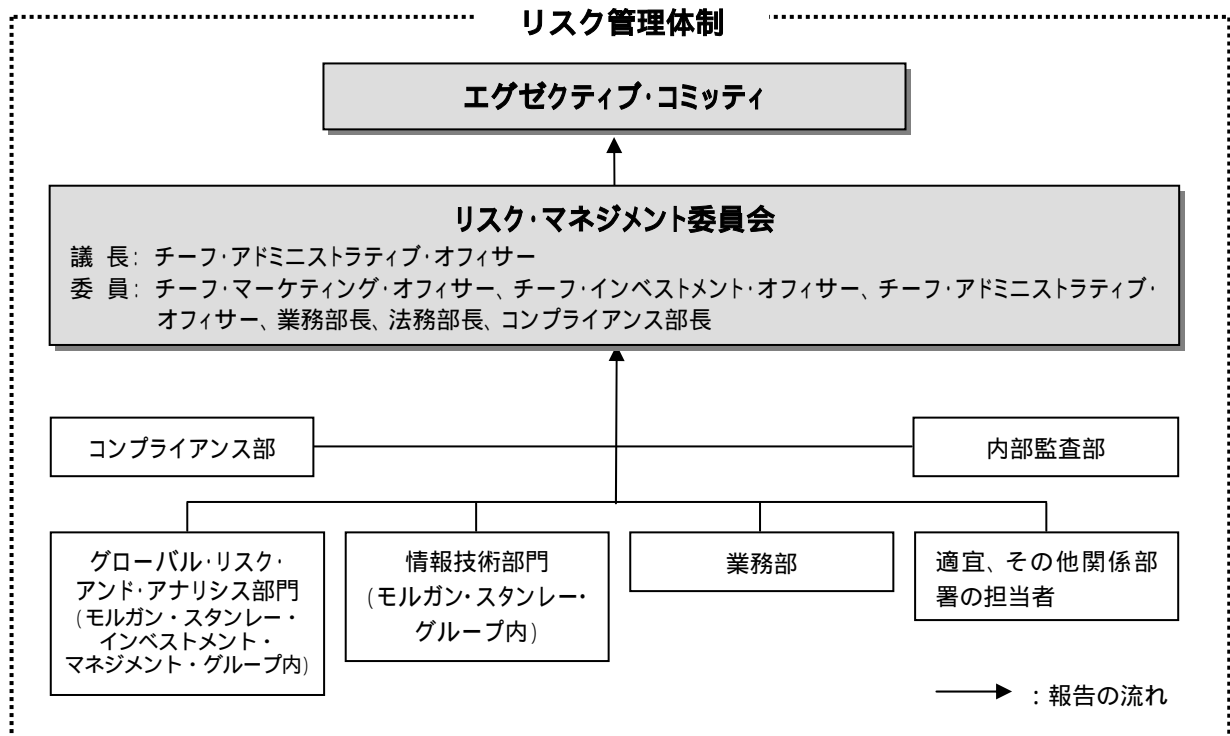 リスク管理体制
エグゼクティブ・コミッティ
リスク・マネジメント委員会
議 長： チーフ・アドミニストラティブ・オフィサー
委 員： チーフ・マーケティング・オフィサー、チーフ・インベストメント・オフィサー、チーフ・アドミニストラティブ・
オフィサー、業務部長、法務部長、コンプライアンス部長
コンプライアンス部
内部監査部
グローバル・リスク・
アンド・アナリシス部門
(モルガン・スタンレー・
インベストメント・
マネジメント・グループ内)
情報技術部門
(モルガン・スタンレー・
グループ内)
業務部
適宜、その他関係部
署の担当者
：報告の流れ